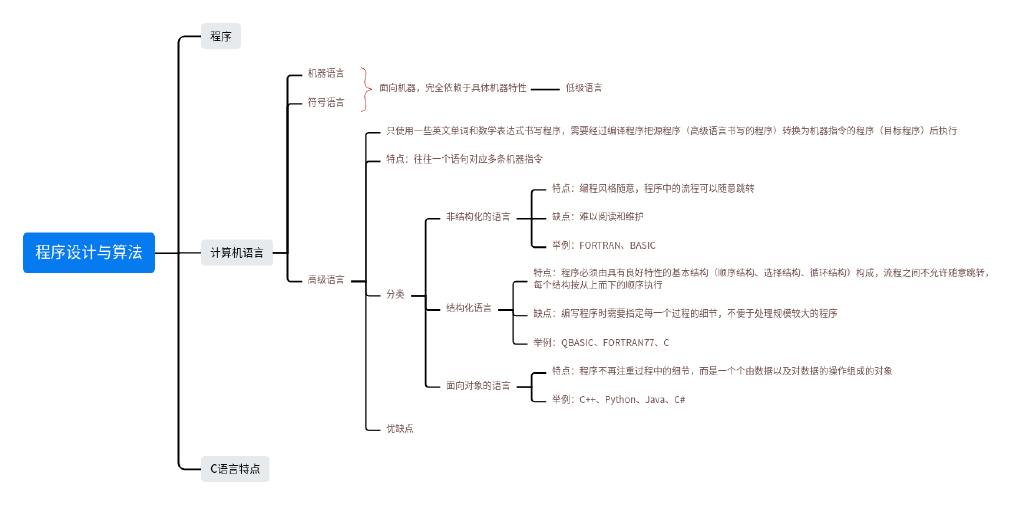 程序设计与算法
程序
计算机语言
机器语言
符号语言
面向机器，完全依赖于具体机器特性
低级语言
高级语言
只使用一些英文单词和数学表达式书写程序，需要经过编译程序把源程序（高级语言书写的程序）转换为机器指令的程序（目标程序）后执行
特点：往往一个语句对应多条机器指令
分类
非结构化的语言
特点：编程风格随意，程序中的流程可以随意跳转
缺点：难以阅读和维护
举例：FORTRAN、BASIC
结构化语言
特点：程序必须由具有良好特性的基本结构（顺序结构、选择结构、循环结构）构成，流程之间不允许随意跳转，
每个结构按从上而下的顺序执行
缺点：编写程序时需要指定每一个过程的细节，不便于处理规模较大的程序
举例：QBASIC、FORTRAN77、C
面向对象的语言
特点：程序不再注重过程中的细节，而是一个个由数据以及对数据的操作组成的对象
举例：C++、Python、Java、C#
优缺点
C语言特点